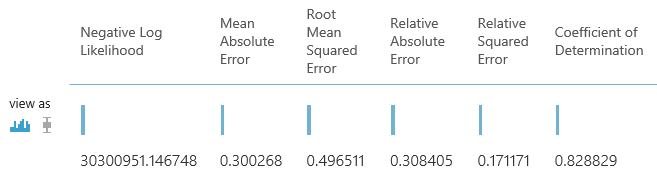 Negative Log Likelihood
Mean Absolute Error
Root Mean Squared Error
Relative Absolute Error
Relative Squared Error
Coefficient of Determination
view as
30300951.146748 0.300268 0.496511 0.308405 0.171171 0.828829